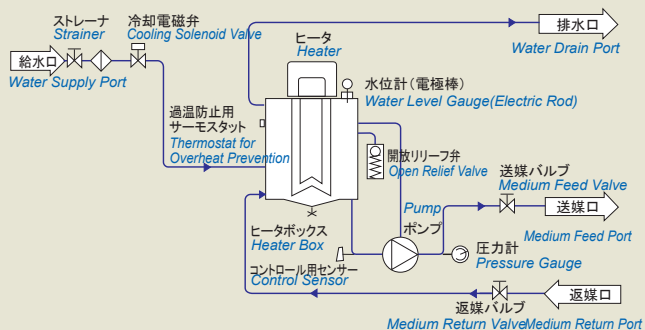 ストレーナ
Strainer
冷却電磁弁
Cooling Solenoid Valve
給水口
Water Supply Port
ヒータ
Heater
排水口
Water Drain Port
水位計（電極棒）
Water Level Gauge(Electric Rod)
過温防止用
サーモスタット
Thermostat for
Overheat Prevention
開放リリーフ弁
Open Relief Valve
送媒バルブ
Medium Feed Valve
送媒口
Medium Feed Port
Pump
ポンプ
ヒータボックス
Heater Box
コントロール用センサー
Control Sensor
圧力計
Pressure Gauge
返媒口
Medium Return Port
返媒バルブ
Medium Return Valve